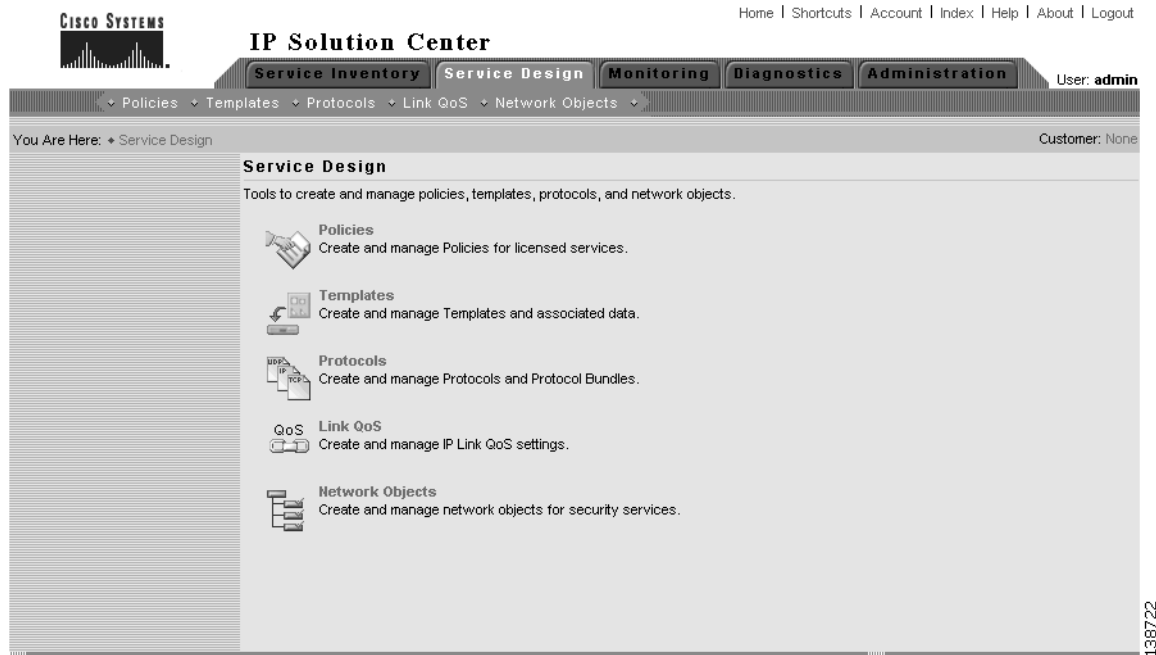 Home | Shortcuts | Account | Index | Help | About | Logout
CISCO SYSTEMS
IP Solution Center
Service Inventory Service Design Monitoring Diagnostics Administration
User: admin
Policies Templates Protocols Link QoS Network Objects
You Are Here: Service Design
Customer: None
Service Design
Tools to create and manage policies, templates, protocols, and network objects.
Policies
Create and manage Policies for licensed services.
Templates
Create and manage Templates and associated data.
UDP
IP
TCP
Protocols
Create and manage Protocols and Protocol Bundles.
QoS
Link QoS
Create and manage IP Link QoS settings.
Network Objects
Create and manage network objects for security services.
138722